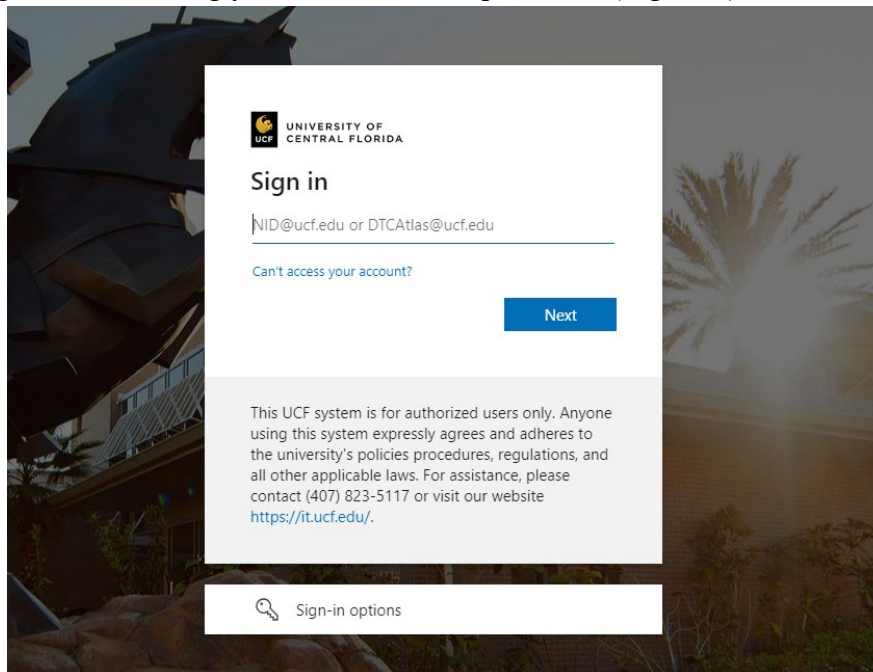 UNIVERSITY OF
UCF CENTRAL FLORIDA
Sign in
NID@ucf.edu or DTCAtlas@ucf.edu
Can't access your account?
Next
This UCF system is for authorized users only. Anyone
using this system expressly agrees and adheres to
the university's policies procedures, regulations, and
all other applicable laws. For assistance, please
contact (407) 823-5117 or visit our website
https://it.ucf.edu/.
Sign-in options